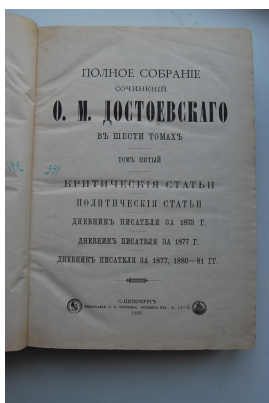 ПОЛНОЕ СОБРАНІЕ
СОЧИНЕНІЙ
Ѳ. М. ДОСТОЕВСКАГО
ВЪ ШЕСТИ ТОМАХЪ
ТОМЪ ПЯТЫЙ
341
КРИТИЧЕСКІЯ СТАТЬИ
ПОЛИТИЧЕСКІЯ СТАТЬИ
ДНЕВНИКЪ ПИСАТЕЛЯ ЗА 1873 Г.
ДНЕВНИКЪ ПИСАТЕЛЯ ЗА 1877 Г.
ДНЕВНИКЪ ПИСАТЕЛЯ ЗА 1877, 1880—81 ГГ.
С.-ПЕТЕРБУРГЪ